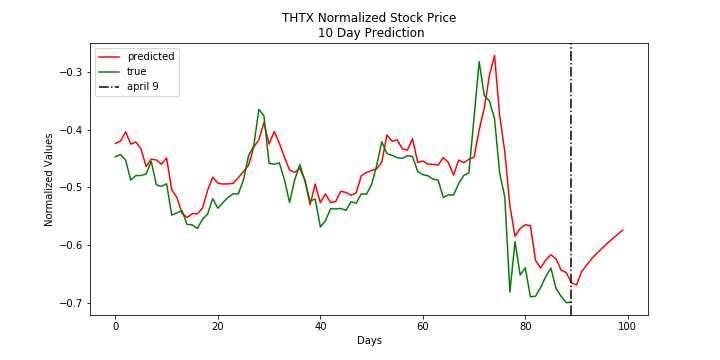 THTX Normalized Stock Price
10 Day Prediction
predicted
true
april 9
Normalized Values
−0.3
−0.4
−0.5
−0.6
−0.7
0
20
40
60
80
100
Days